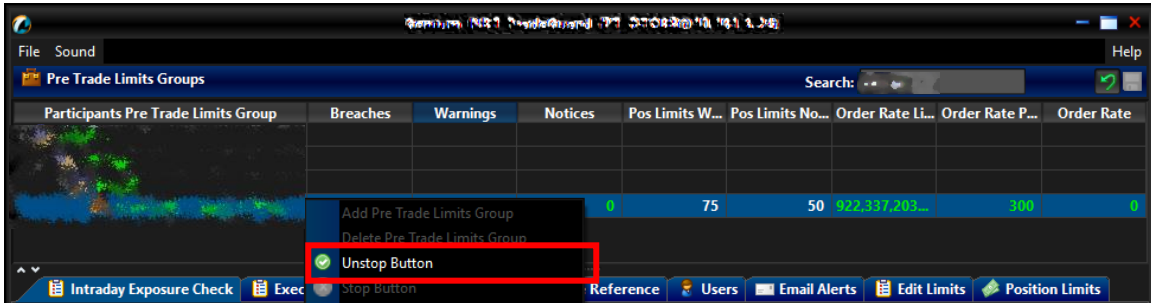 File Sound Help
Pre Trade Limits Groups Search:
Participants Pre Trade Limits Group Breaches Warnings Notices Pos Limits W... Pos Limits No... Order Rate Li... Order Rate P... Order Rate
0 75 50 922,337,203... 300 0
Add Pre Trade Limits Group
Delete Pre Trade Limits Group
Unstop Button
Stop Button
Intraday Exposure Check Exec Reference Users Email Alerts Edit Limits Position Limits